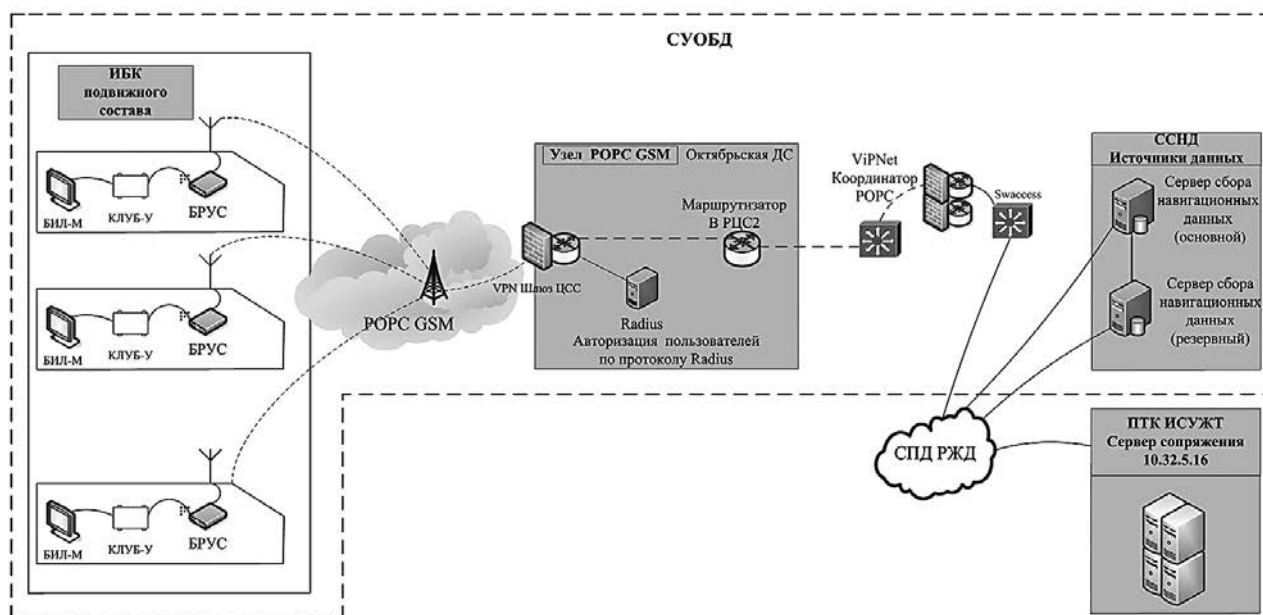 СУОБД
ИБК
подвижного
состава
БИЛ-М
КЛУБ-У
БРУС
БИЛ-М
КЛУБ-У
БРУС
БИЛ-М
КЛУБ-У
БРУС
РОРС GSM
Узел РОРС GSM
Октябрьская ДС
VPN Шлюз ЦСС
Маршрутизатор
В РЦС2
Radius
Авторизация пользователей
по протоколу Radius
ViPNet
Координатор
РОРС
Swaccess
ССНД
Источники данных
Сервер сбора
навигационных
данных
(основной)
Сервер сбора
навигационных
данных
(резервный)
СПД РЖД
ПТК ИСУЖТ
Сервер сопряжения
10.32.5.16